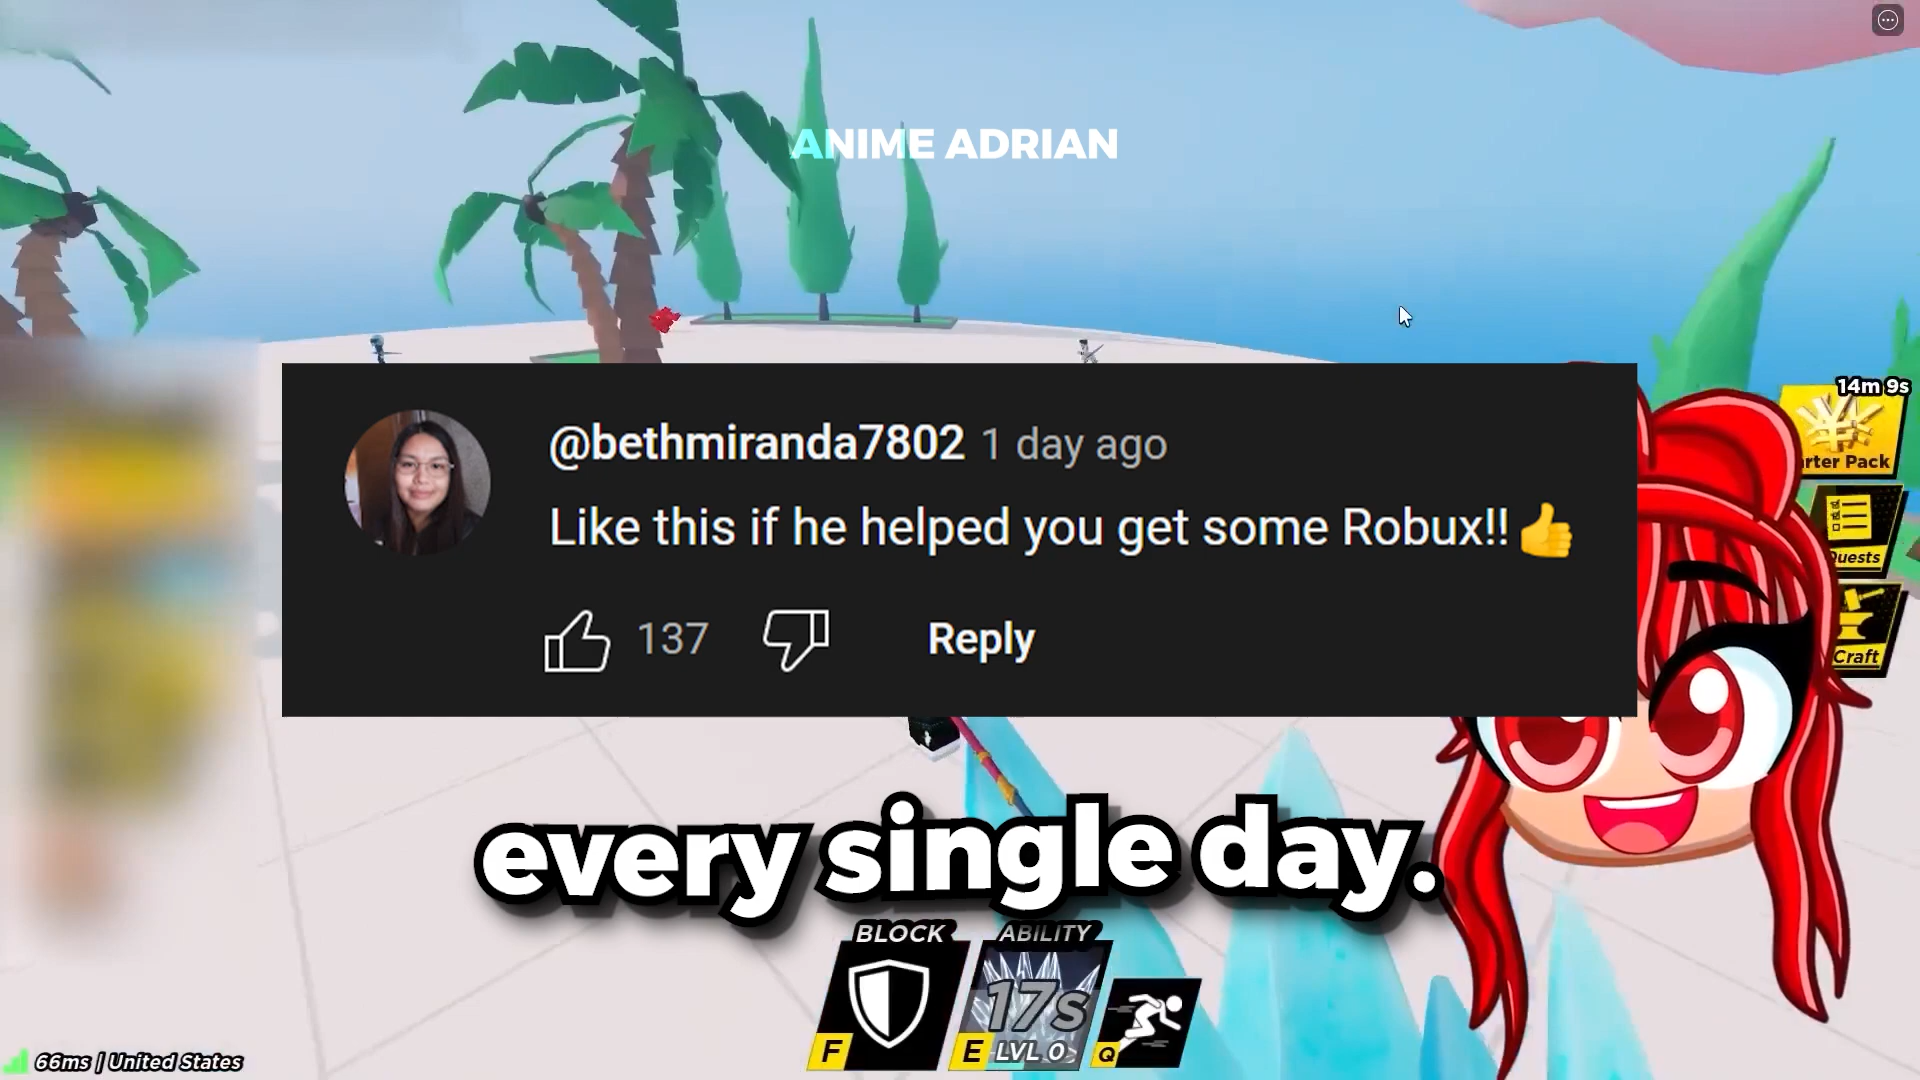 ANIME ADRIAN
14m 9s
rter Pack
@bethmiranda7802 1 day ago
Like this if he helped you get some Robux!!👍
137
Reply
uests
Craft
every single day.
BLOCK
ABILITY
17s
F
E
LVL 0
Q
66ms | United States